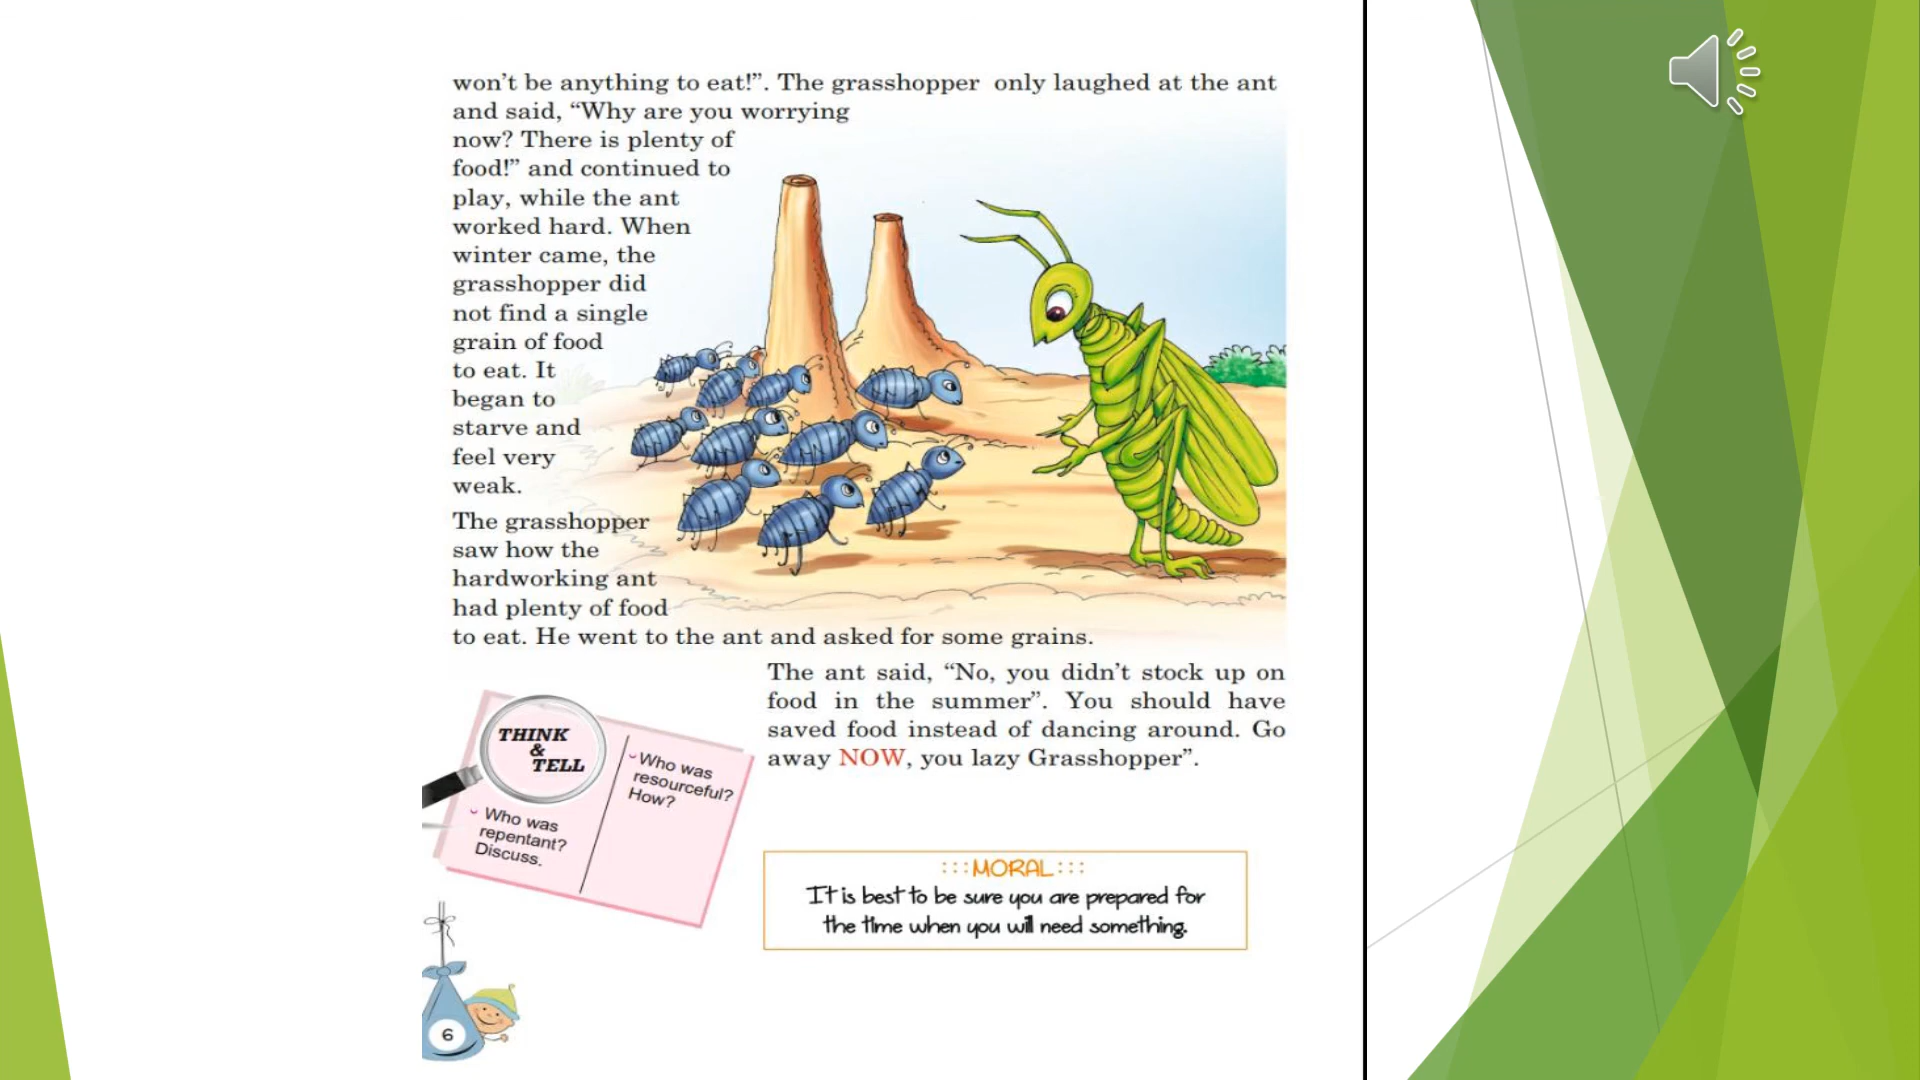 won’t be anything to eat!”. The grasshopper only laughed at the ant
and said, “Why are you worrying
now? There is plenty of
food!” and continued to
play, while the ant
worked hard. When
winter came, the
grasshopper did
not find a single
grain of food
to eat. It
began to
starve and
feel very
weak.
The grasshopper
saw how the
hardworking ant
had plenty of food
to eat. He went to the ant and asked for some grains.
The ant said, “No, you didn’t stock up on
food in the summer”. You should have
saved food instead of dancing around. Go
away NOW, you lazy Grasshopper”.
THINK
&
TELL
Who was
repentant?
Discuss.
Who was
resourceful?
How?
:::MORAL:::
It is best to be sure you are prepared for
the time when you will need something.
6